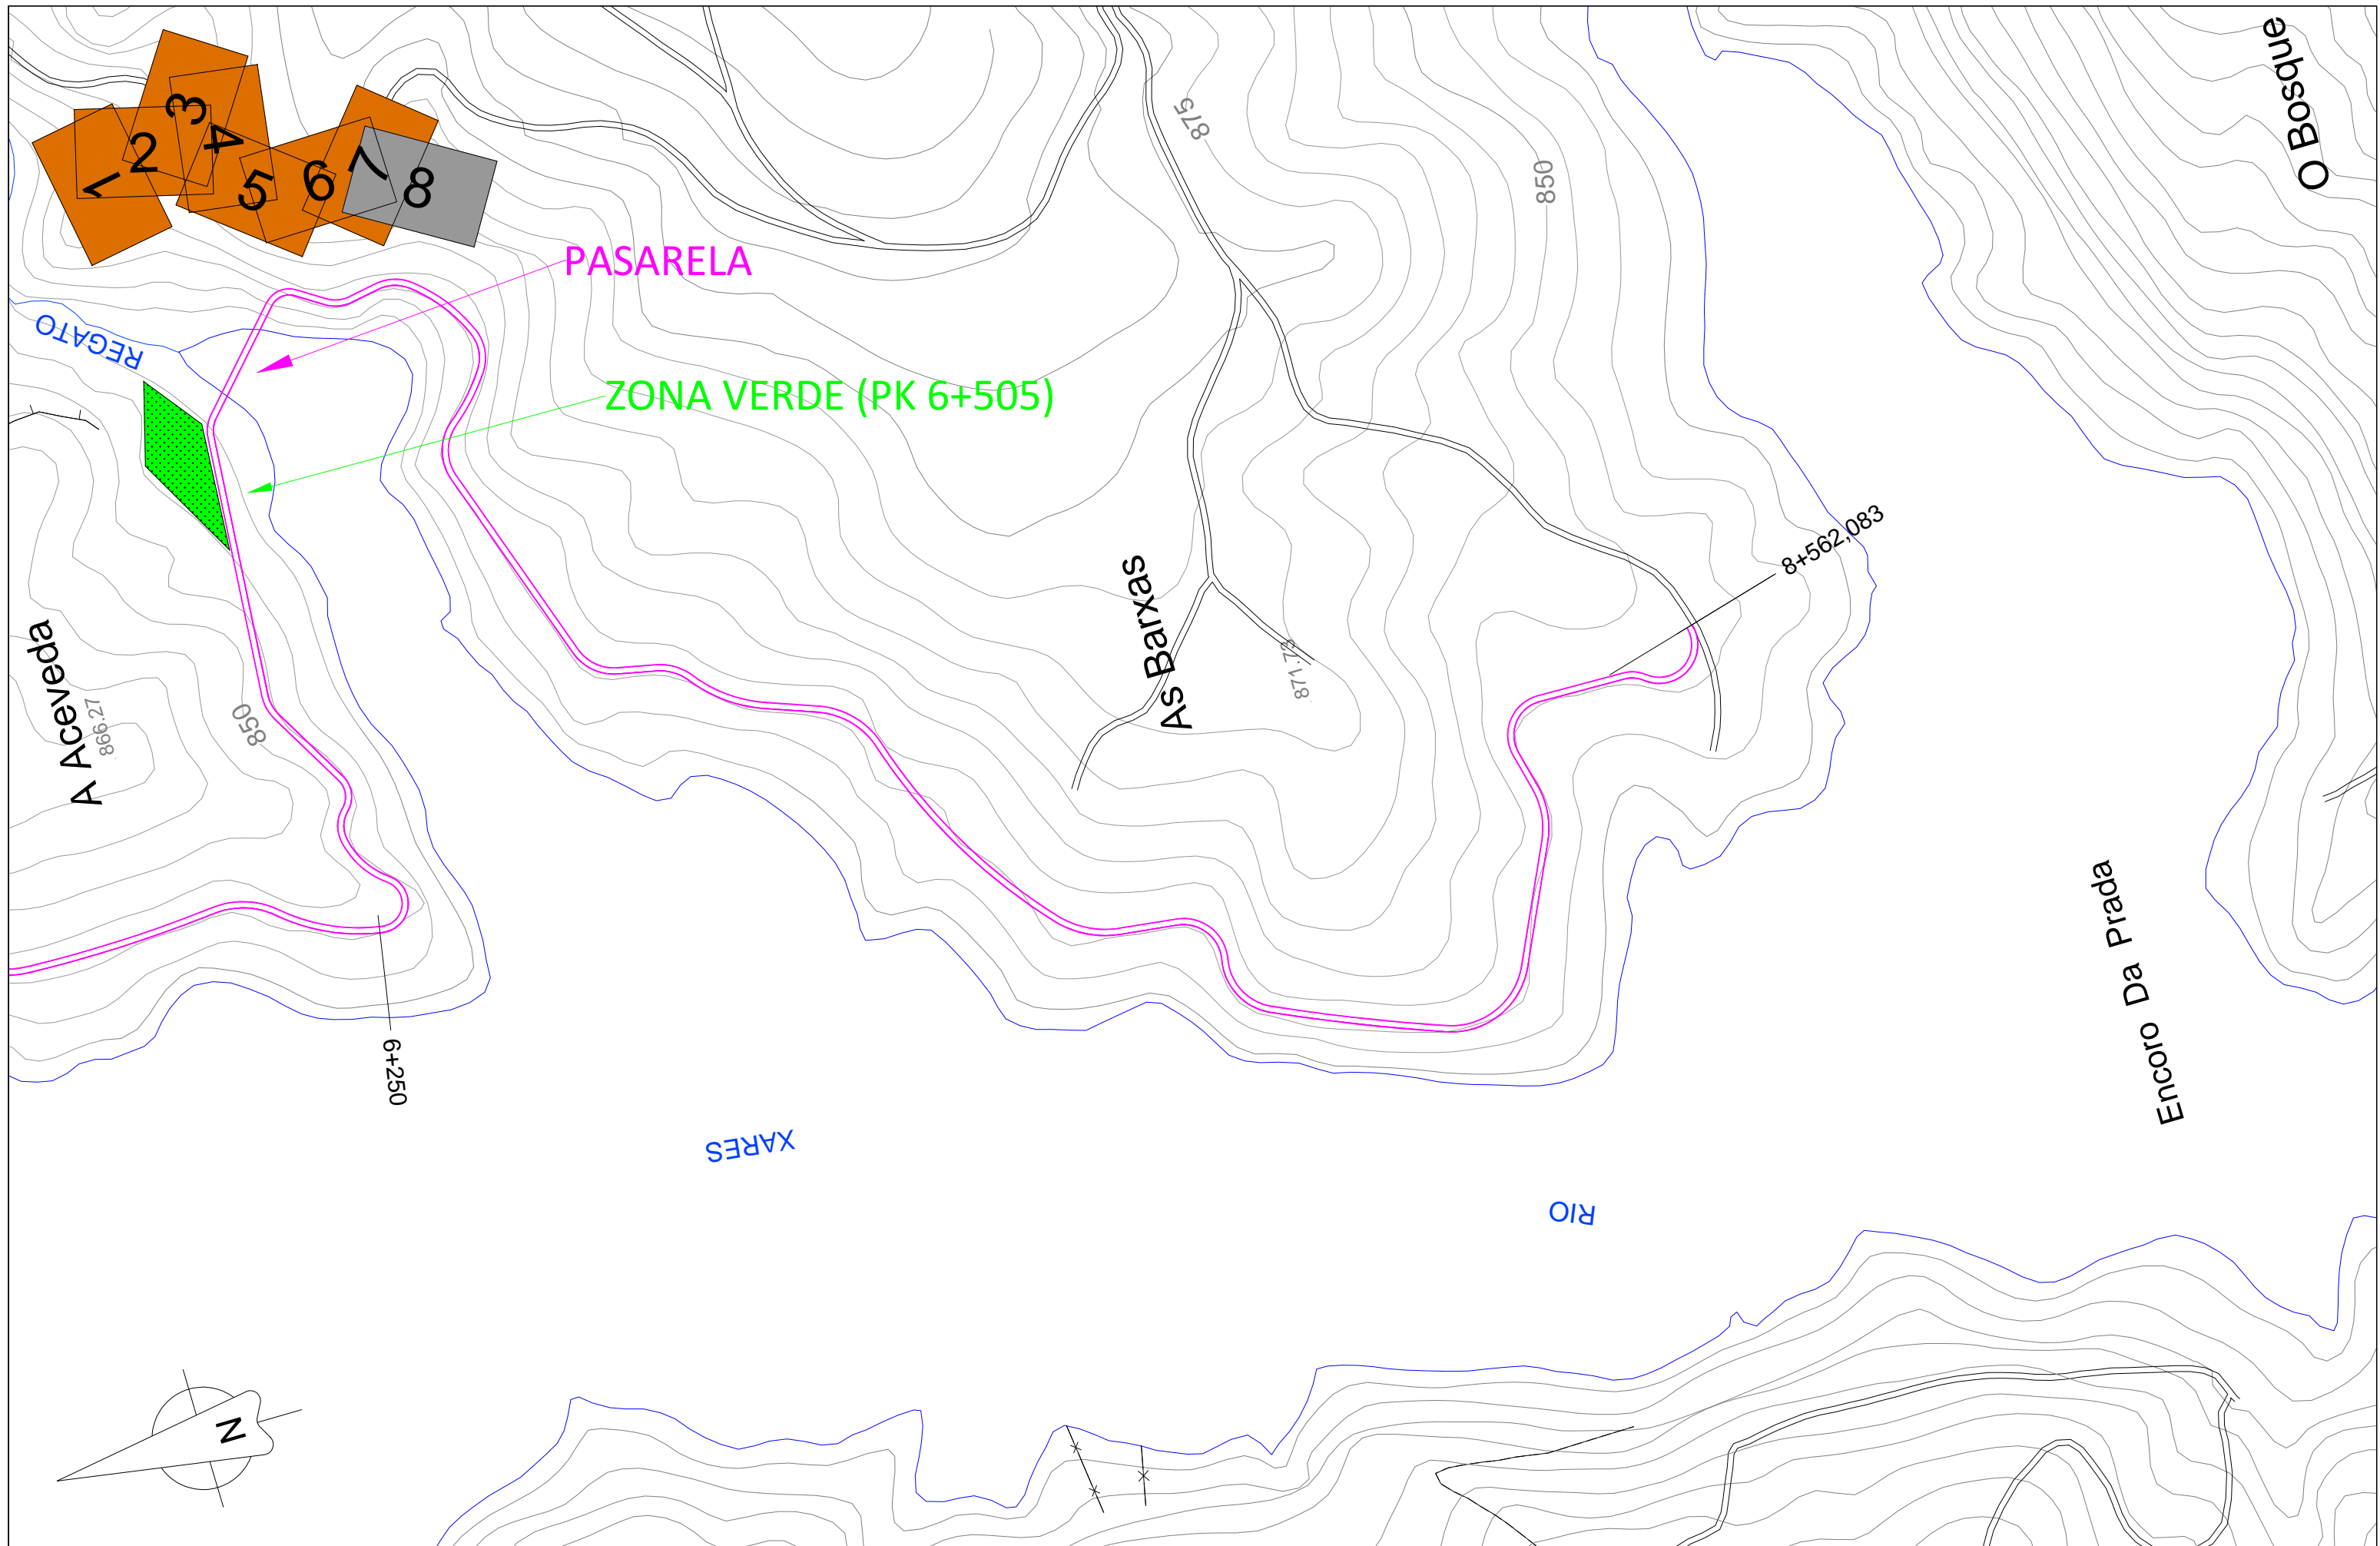 O Bosque
875
850
1
2
3
4
5
6
7
8
PASARELA
REGATO
ZONA VERDE (PK 6+505)
8+562,083
As Barxas
871.73
A Aceveda
866.27
850
6+250
Encoro Da Prada
XARES
RIO
N